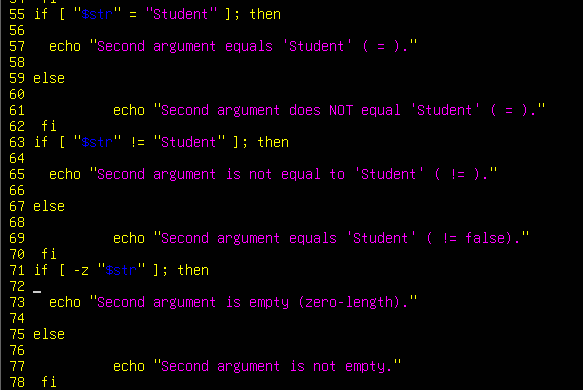 55 if [ "$str" = "Student" ]; then
56
57   echo "Second argument equals 'Student' ( = )."
58
59 else
60
61           echo "Second argument does NOT equal 'Student' ( = )."
62  fi
63 if [ "$str" != "Student" ]; then
64
65   echo "Second argument is not equal to 'Student' ( != )."
66
67 else
68
69           echo "Second argument equals 'Student' ( != false)."
70  fi
71 if [ -z "$str" ]; then
72
73   echo "Second argument is empty (zero-length)."
74
75 else
76
77           echo "Second argument is not empty."
78  fi